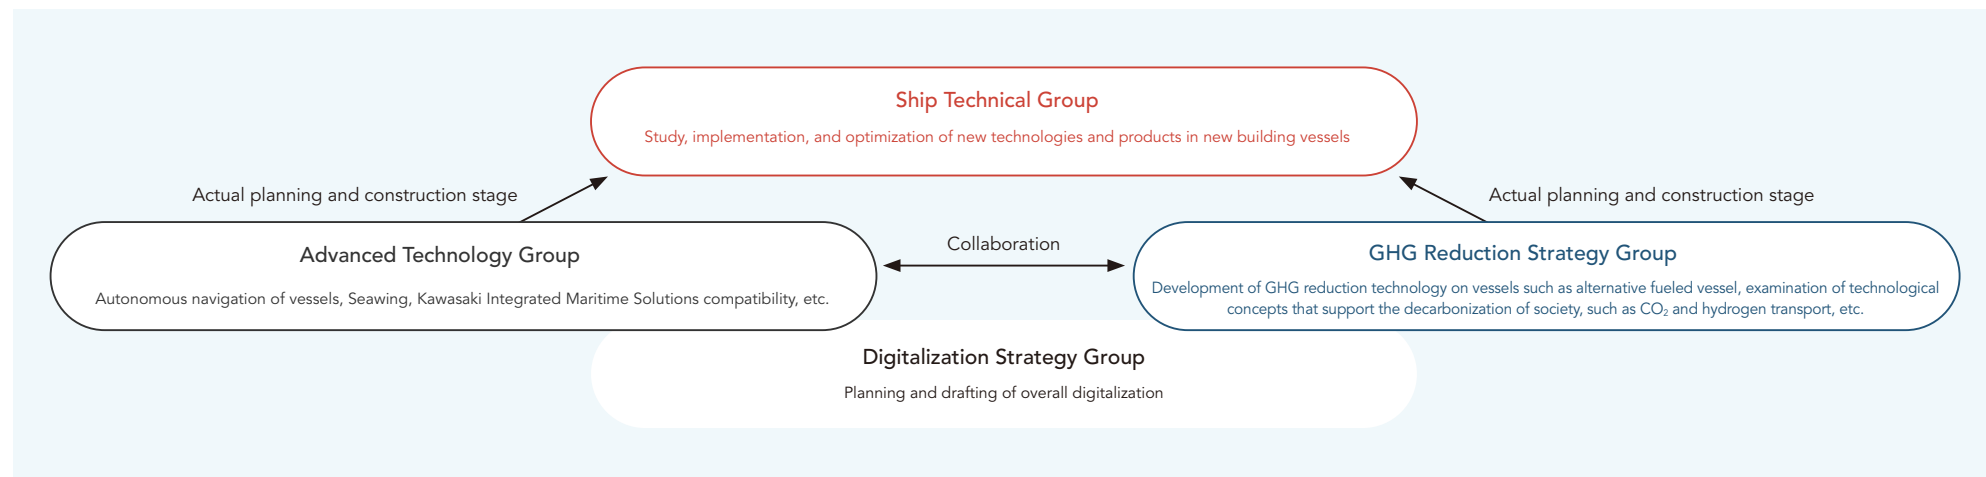 Ship Technical Group
Study, implementation, and optimization of new technologies and products in new building vessels
Actual planning and construction stage
Actual planning and construction stage
Advanced Technology Group
Autonomous navigation of vessels, Seawing, Kawasaki Integrated Maritime Solutions compatibility, etc.
Collaboration
GHG Reduction Strategy Group
Development of GHG reduction technology on vessels such as alternative fueled vessel, examination of technological
concepts that support the decarbonization of society, such as CO₂ and hydrogen transport, etc.
Digitalization Strategy Group
Planning and drafting of overall digitalization